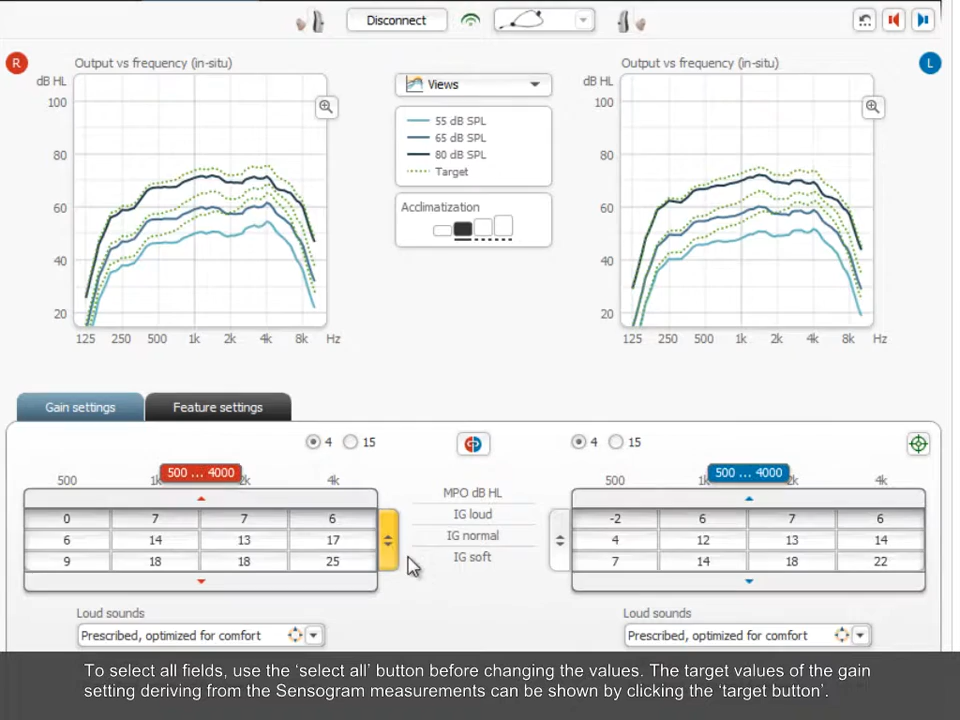 Disconnect
R
Output vs frequency (in-situ)
dB HL
100
80
60
40
20
125 250 500 1k 2k 4k 8k Hz
Views
55 dB SPL
65 dB SPL
80 dB SPL
Target
Acclimatization
Output vs frequency (in-situ)
L
dB HL
100
80
60
40
20
125 250 500 1k 2k 4k 8k Hz
Gain settings
Feature settings
4 15
4 15
500 ... 4000
500 1k 2k 4k
0 7 7 6
6 14 13 17
9 18 18 25
MPO dB HL
IG loud
IG normal
IG soft
500 ... 4000
500 1k 2k 4k
-2 6 7 6
4 12 13 14
7 14 18 22
Loud sounds
Prescribed, optimized for comfort
Loud sounds
Prescribed, optimized for comfort
To select all fields, use the ‘select all’ button before changing the values. The target values of the gain
setting deriving from the Sensogram measurements can be shown by clicking the ‘target button’.